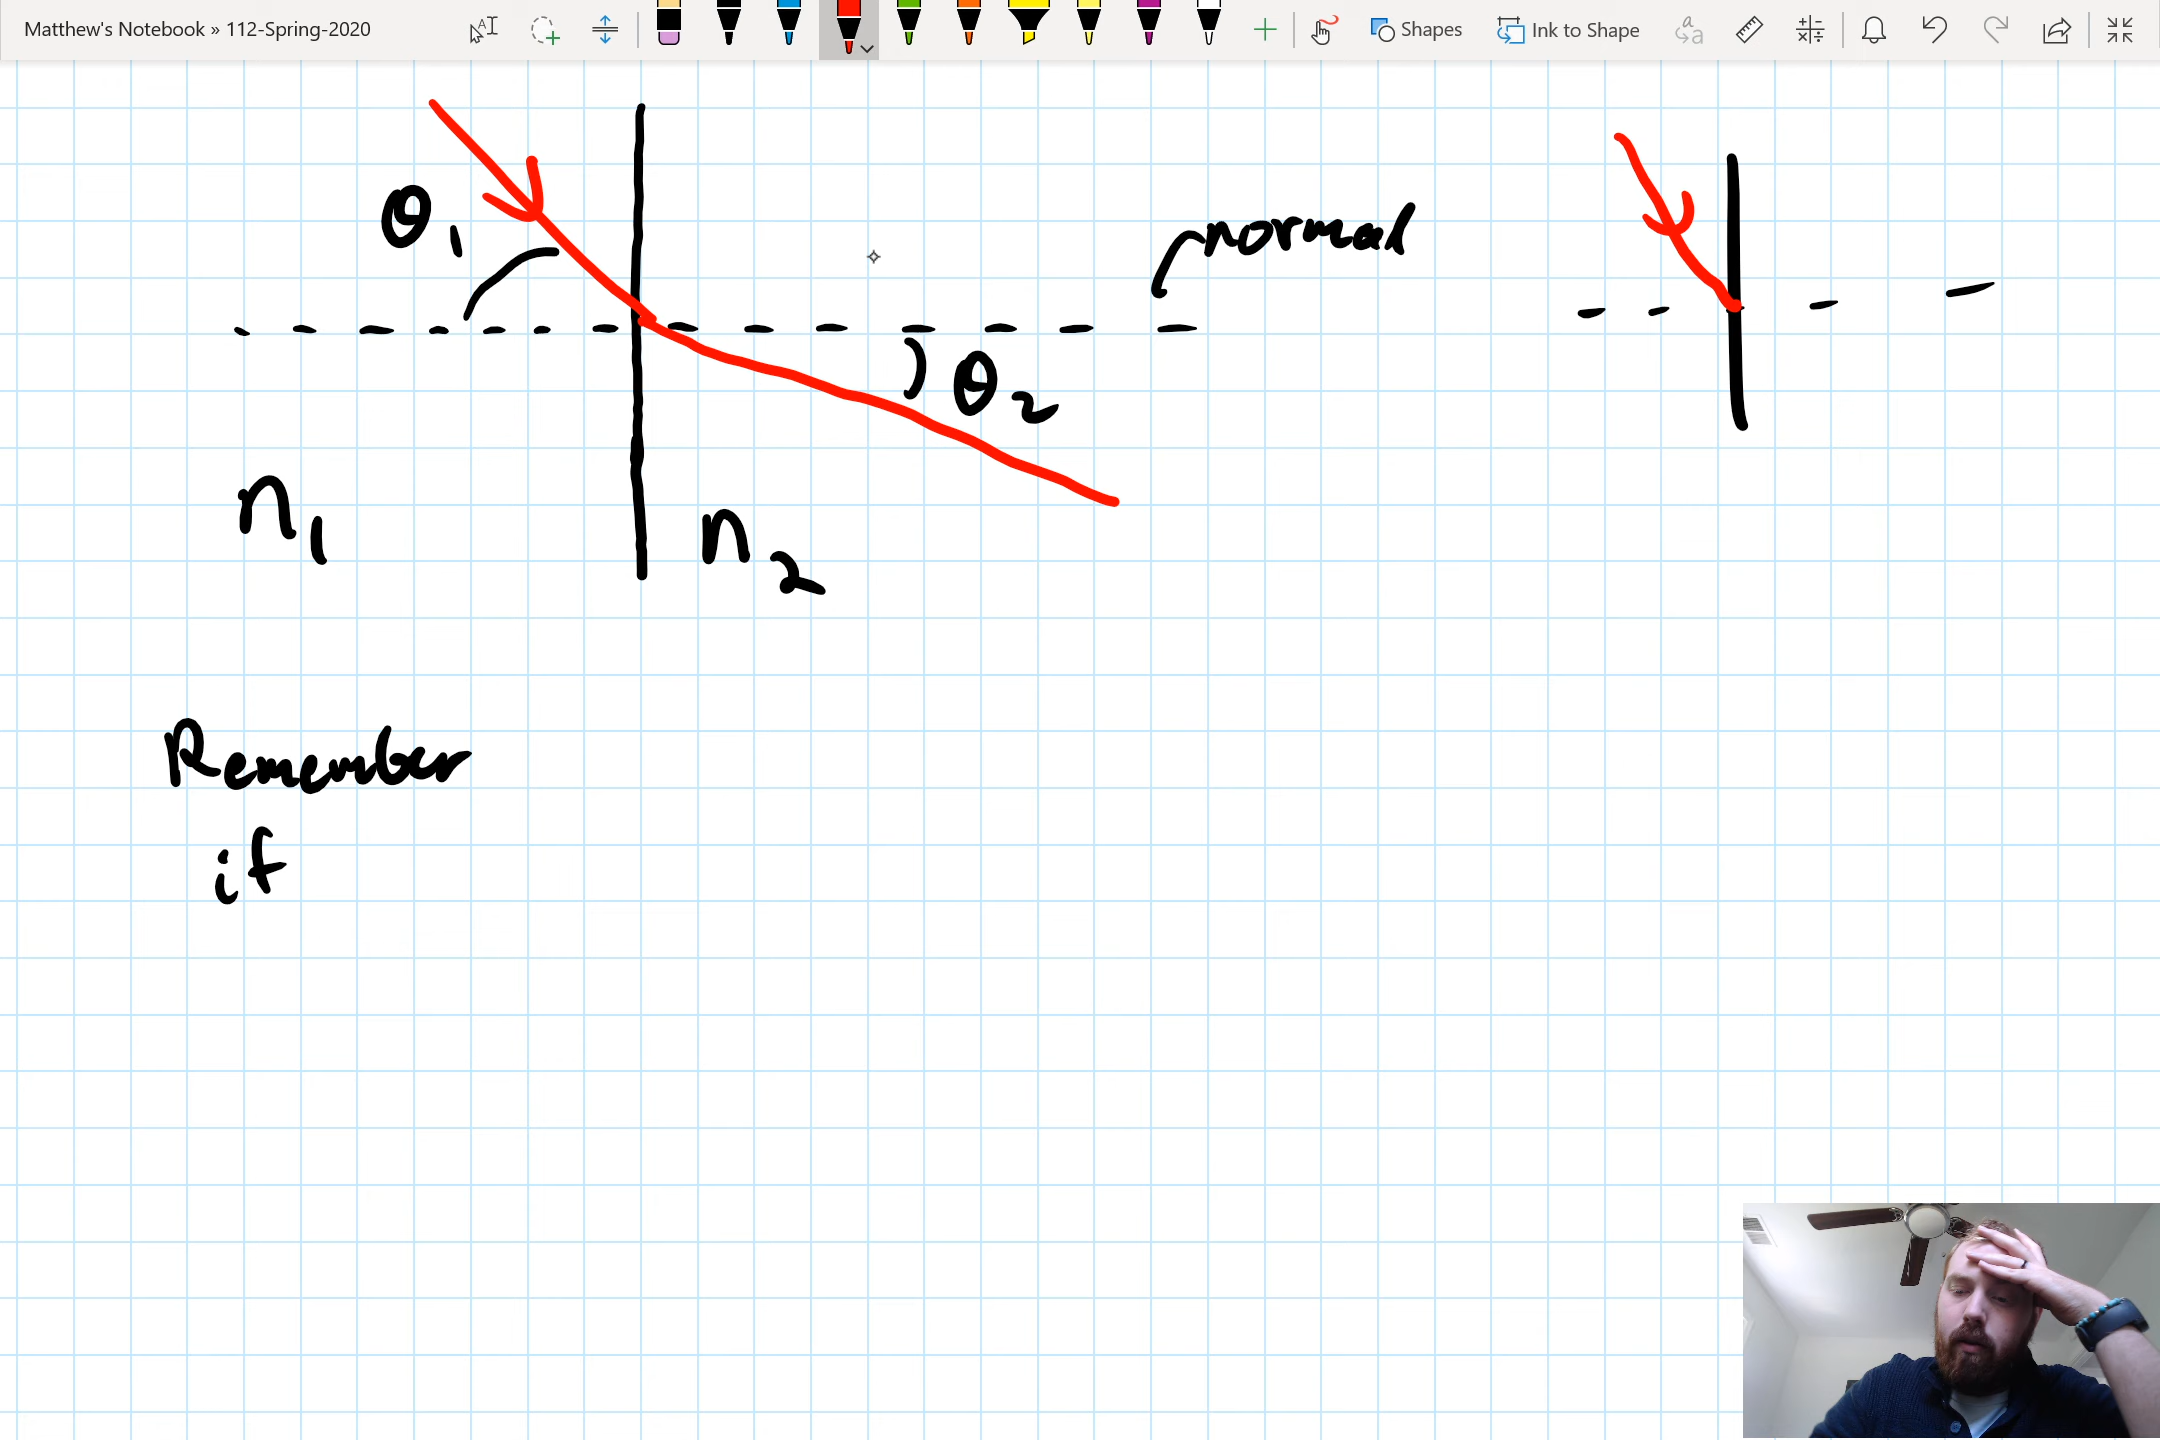 Matthew's Notebook » 112-Spring-2020
Shapes
Ink to Shape
θ₁
normal
θ₂
n₁
n₂
Remember
if